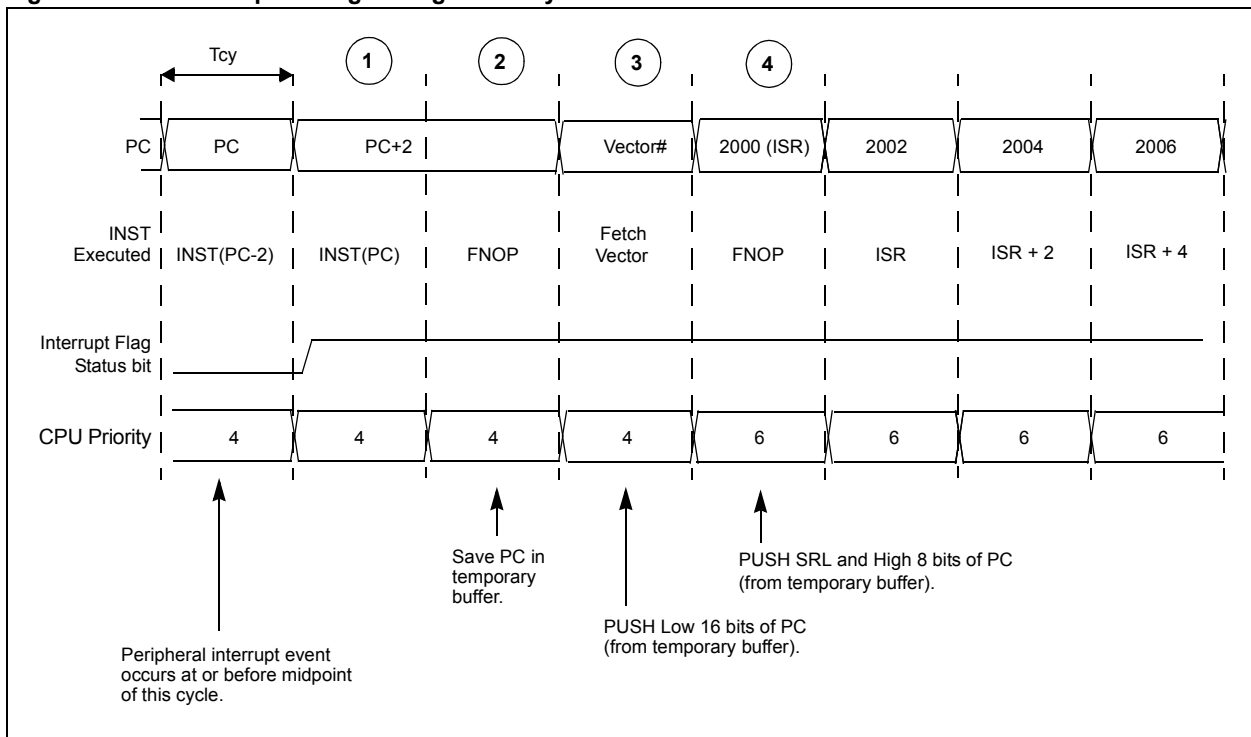 Tcy
1
2
3
4
PC
PC
PC+2
Vector#
2000 (ISR)
2002
2004
2006
INST
Executed
INST(PC-2)
INST(PC)
FNOP
Fetch
Vector
FNOP
ISR
ISR + 2
ISR + 4
Interrupt Flag
Status bit
CPU Priority
4
4
4
4
6
6
6
6
Save PC in
temporary
buffer.
PUSH SRL and High 8 bits of PC
(from temporary buffer).
PUSH Low 16 bits of PC
(from temporary buffer).
Peripheral interrupt event
occurs at or before midpoint
of this cycle.